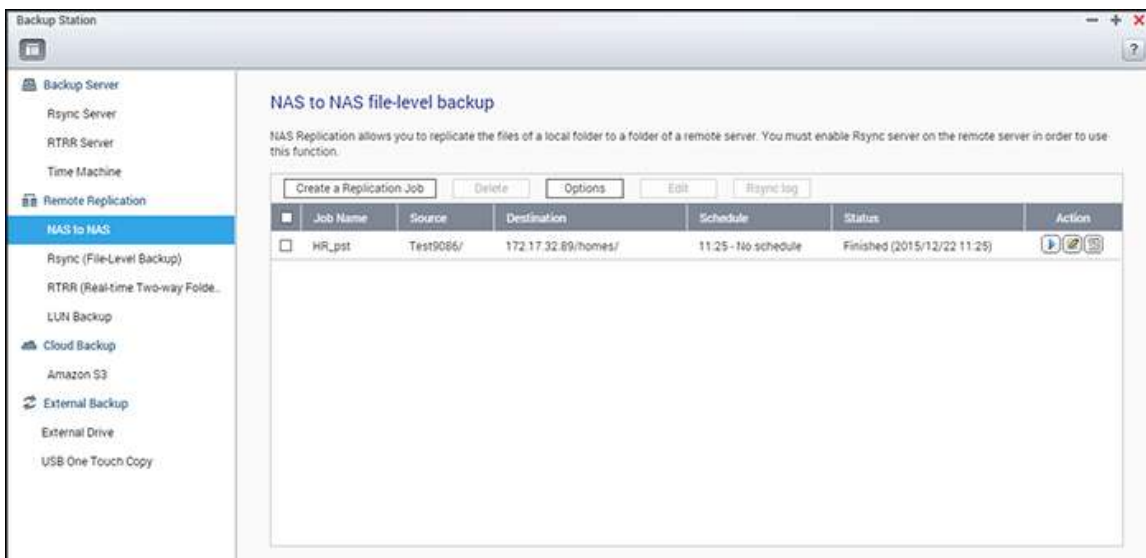 Backup Station
?
Backup Server
Rsync Server
RTRR Server
Time Machine
Remote Replication
NAS to NAS
Rsync (File-Level Backup)
RTRR (Real-time Two-way Folde..
LUN Backup
Cloud Backup
Amazon S3
External Backup
External Drive
USB One Touch Copy
NAS to NAS file-level backup
NAS Replication allows you to replicate the files of a local folder to a folder of a remote server. You must enable Rsync server on the remote server in order to use
this function.
Create a Replication Job Delete Options Edit Rsync log
Job Name Source Destination Schedule Status Action
HR_pst Test9086/ 172.17.32.89/homes/ 11:25 - No schedule Finished (2015/12/22 11:25)